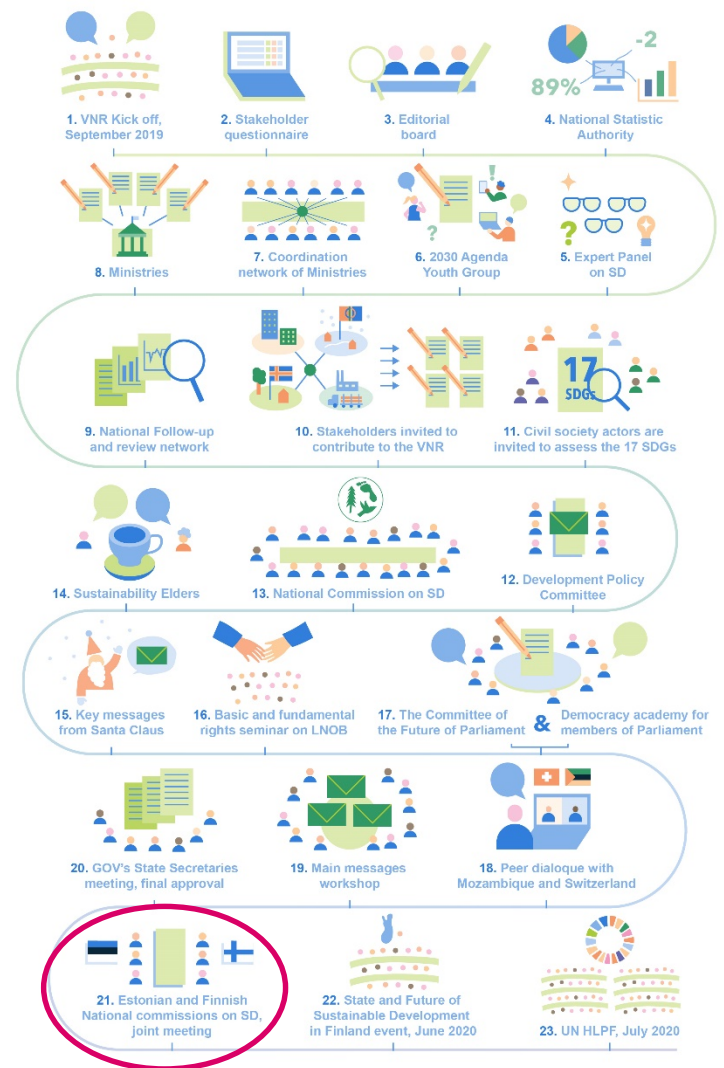 -2
89%
1. VNR Kick off,
September 2019
2. Stakeholder
questionnaire
3. Editorial
board
4. National Statistic
Authority
!
?
?
8. Ministries
7. Coordination
network of Ministries
6. 2030 Agenda
Youth Group
5. Expert Panel
on SD
17
SDGs
9. National Follow-up
and review network
10. Stakeholders invited to
contribute to the VNR
11. Civil society actors are
invited to assess the 17 SDGs
14. Sustainability Elders
13. National Commission on SD
12. Development Policy
Committee
15. Key messages
from Santa Claus
16. Basic and fundamental
rights seminar on LNOB
17. The Committee of
the Future of Parliament
&
Democracy academy for
members of Parliament
20. GOV's State Secretaries
meeting, final approval
19. Main messages
workshop
18. Peer dialogue with
Mozambique and Switzerland
21. Estonian and Finnish
National commissions on SD,
joint meeting
22. State and Future of
Sustainable Development
in Finland event, June 2020
23. UN HLPF, July 2020